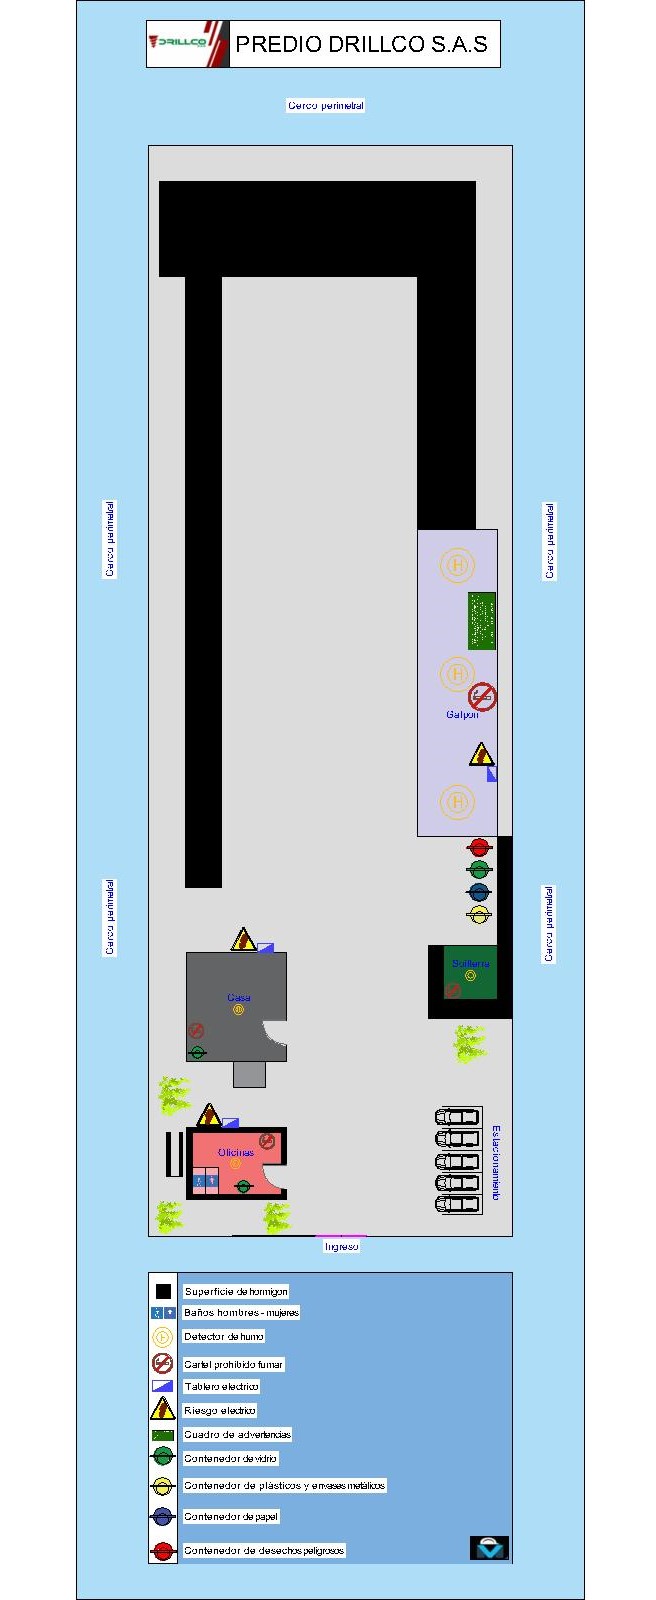 DRILLCO
PREDIO DRILLCO S.A.S
Cerco perimetral
Cerco perimetral
Cerco perimetral
H
H
Galpon
H
Cerco perimetral
Cerco perimetral
Casa
Estacionamiento
Oficinas
Ingreso
Superficie de hormigon
Baños hombres - mujeres
Detector de humo
Cartel prohibido fumar
Tablero electrico
Riesgo electrico
Cuadro de advertencias
Contenedor de vidrio
Contenedor de plásticos y envases metálicos
Contenedor de papel
Contenedor de desechos peligrosos